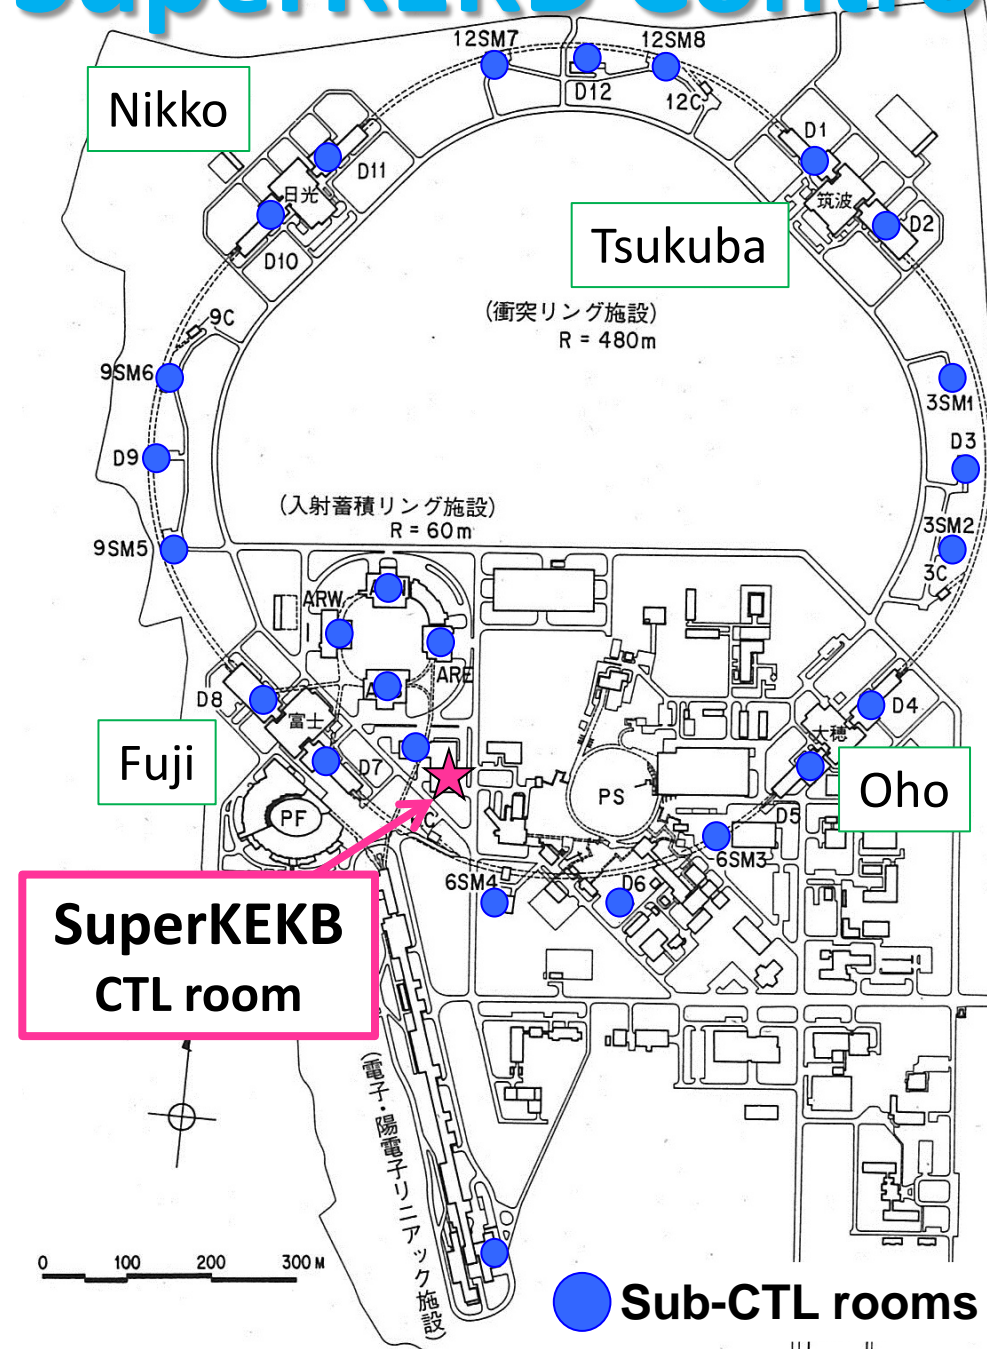 SuperKEKB Contro
12SM7
12SM8
D12
12C
Nikko
D1
D11
日光
筑波
D2
Tsukuba
D10
(衝突リング施設)
R = 480m
9C
9SM6
3SM1
D9
D3
(入射蓄積リング施設)
R = 60m
9SM5
3SM2
3C
ARW
ARE
D8
富士
D4
大穂
Fuji
D7
Oho
PF
PS
D5
6SM3
6SM4
D6
SuperKEKB
CTL room
(電子・陽電子リニアック施設)
0 100 200 300 M
Sub-CTL rooms